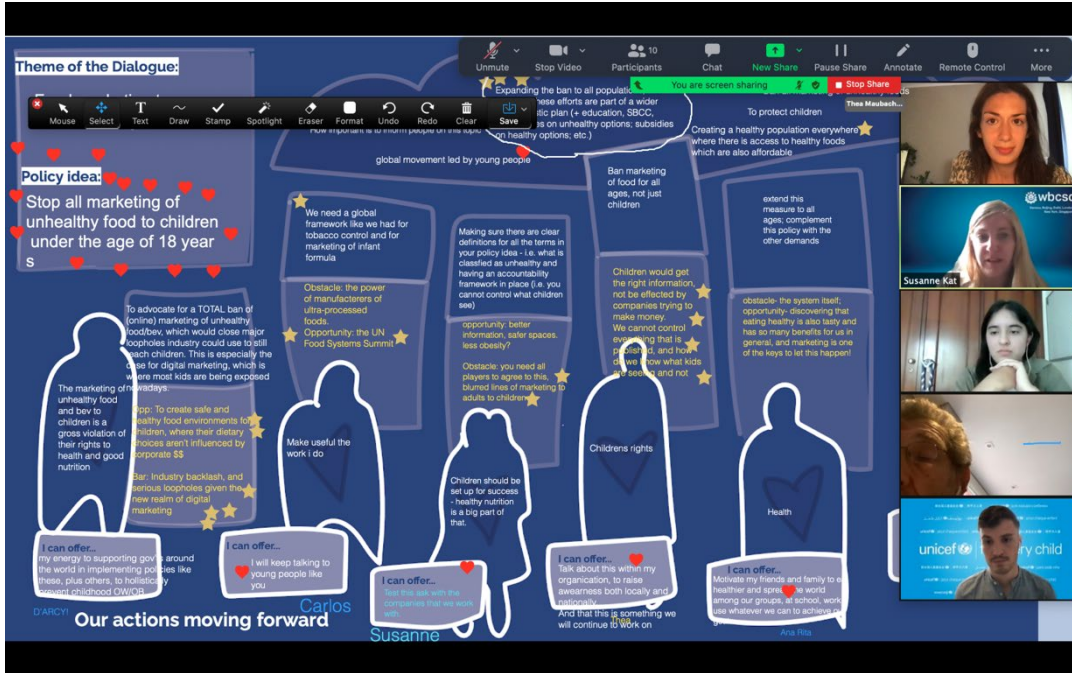 Unmute
Stop Video
Participants
10
Chat
New Share
Pause Share
Annotate
Remote Control
More
You are screen sharing
Stop Share
Mouse
Select
Text
Draw
Stamp
Spotlight
Eraser
Format
Undo
Redo
Clear
Save
Thea Maubach...
Susanne Kat
wbcsd
unicef
ry child
Theme of the Dialogue:
Policy idea:
Stop all marketing of
unhealthy food to children
under the age of 18 year
s
How important is to inform people on this topic
global movement led by young people
Expanding the ban to all
efforts are part of a wider
plan (+ education, SBCC,
on unhealthy options; subsidies
on healthy options; etc.)
To protect children
Creating a healthy population everywhere
where there is access to healthy foods
which are also affordable
We need a global
framework like we had for
tobacco control and for
marketing of infant
formula
Obstacle: the power
of manufacterers of
ultra-processed
foods.
Opportunity: the UN
Food Systems Summit
Making sure there are clear
definitions for all the terms in
your policy idea - i.e. what is
classfied as unhealthy and
having an accountability
framework in place (i.e. you
cannot control what children
see)
opportunity: better
information, safer spaces.
less obesity?
Obstacle: you need all
players to agree to this,
blurred lines of marketing to
adults to children
Ban marketing
of food for all
ages, not just
children
Children would get
the right information,
not be effected by
companies trying to
make money.
We cannot control
everything that is
published, and how
do we know what kids
are seeing and not
extend this
measure to all
ages; complement
this policy with the
other demands
obstacle- the system itself;
opportunity- discovering that
eating healthy is also tasty and
has so many benefits for us in
general, and marketing is one
of the keys to let this happen!
To advocate for a TOTAL ban of
(online) marketing of unhealthy
food/bev, which would close major
loopholes industry could use to still
reach children. This is especially the
case for digital marketing, which is
where most kids are being exposed
nowadays.
Opp: To create safe and
healthy food environments for
children, where their dietary
choices aren't influenced by
corporate $$
Bar: Industry backlash, and
serious loopholes given the
new realm of digital
marketing
The marketing of
unhealthy food
and bev to
children is a
gross violation of
their rights to
health and good
nutrition
Make useful the
work i do
Children should be
set up for success
- healthy nutrition
is a big part of
that.
Childrens rights
Health
I can offer...
my energy to supporting gov's around
the world in implementing policies like
these, plus others, to hollistically
prevent childhood OW/OB
D'ARCY!
I can offer...
I will keep talking to
young people like
you
Carlos
I can offer...
Test this ask with the
companies that we work
with.
Susanne
I can offer...
Talk about this within my
organication, to raise
awearness both locally and
nationally
And that this is something we
will continue to work on
Thea
I can offer...
Motivate my friends and family to e
healthier and spread the world
among our groups, at school, work
use whatever we can to achieve
Ana Rita
Our actions moving forward